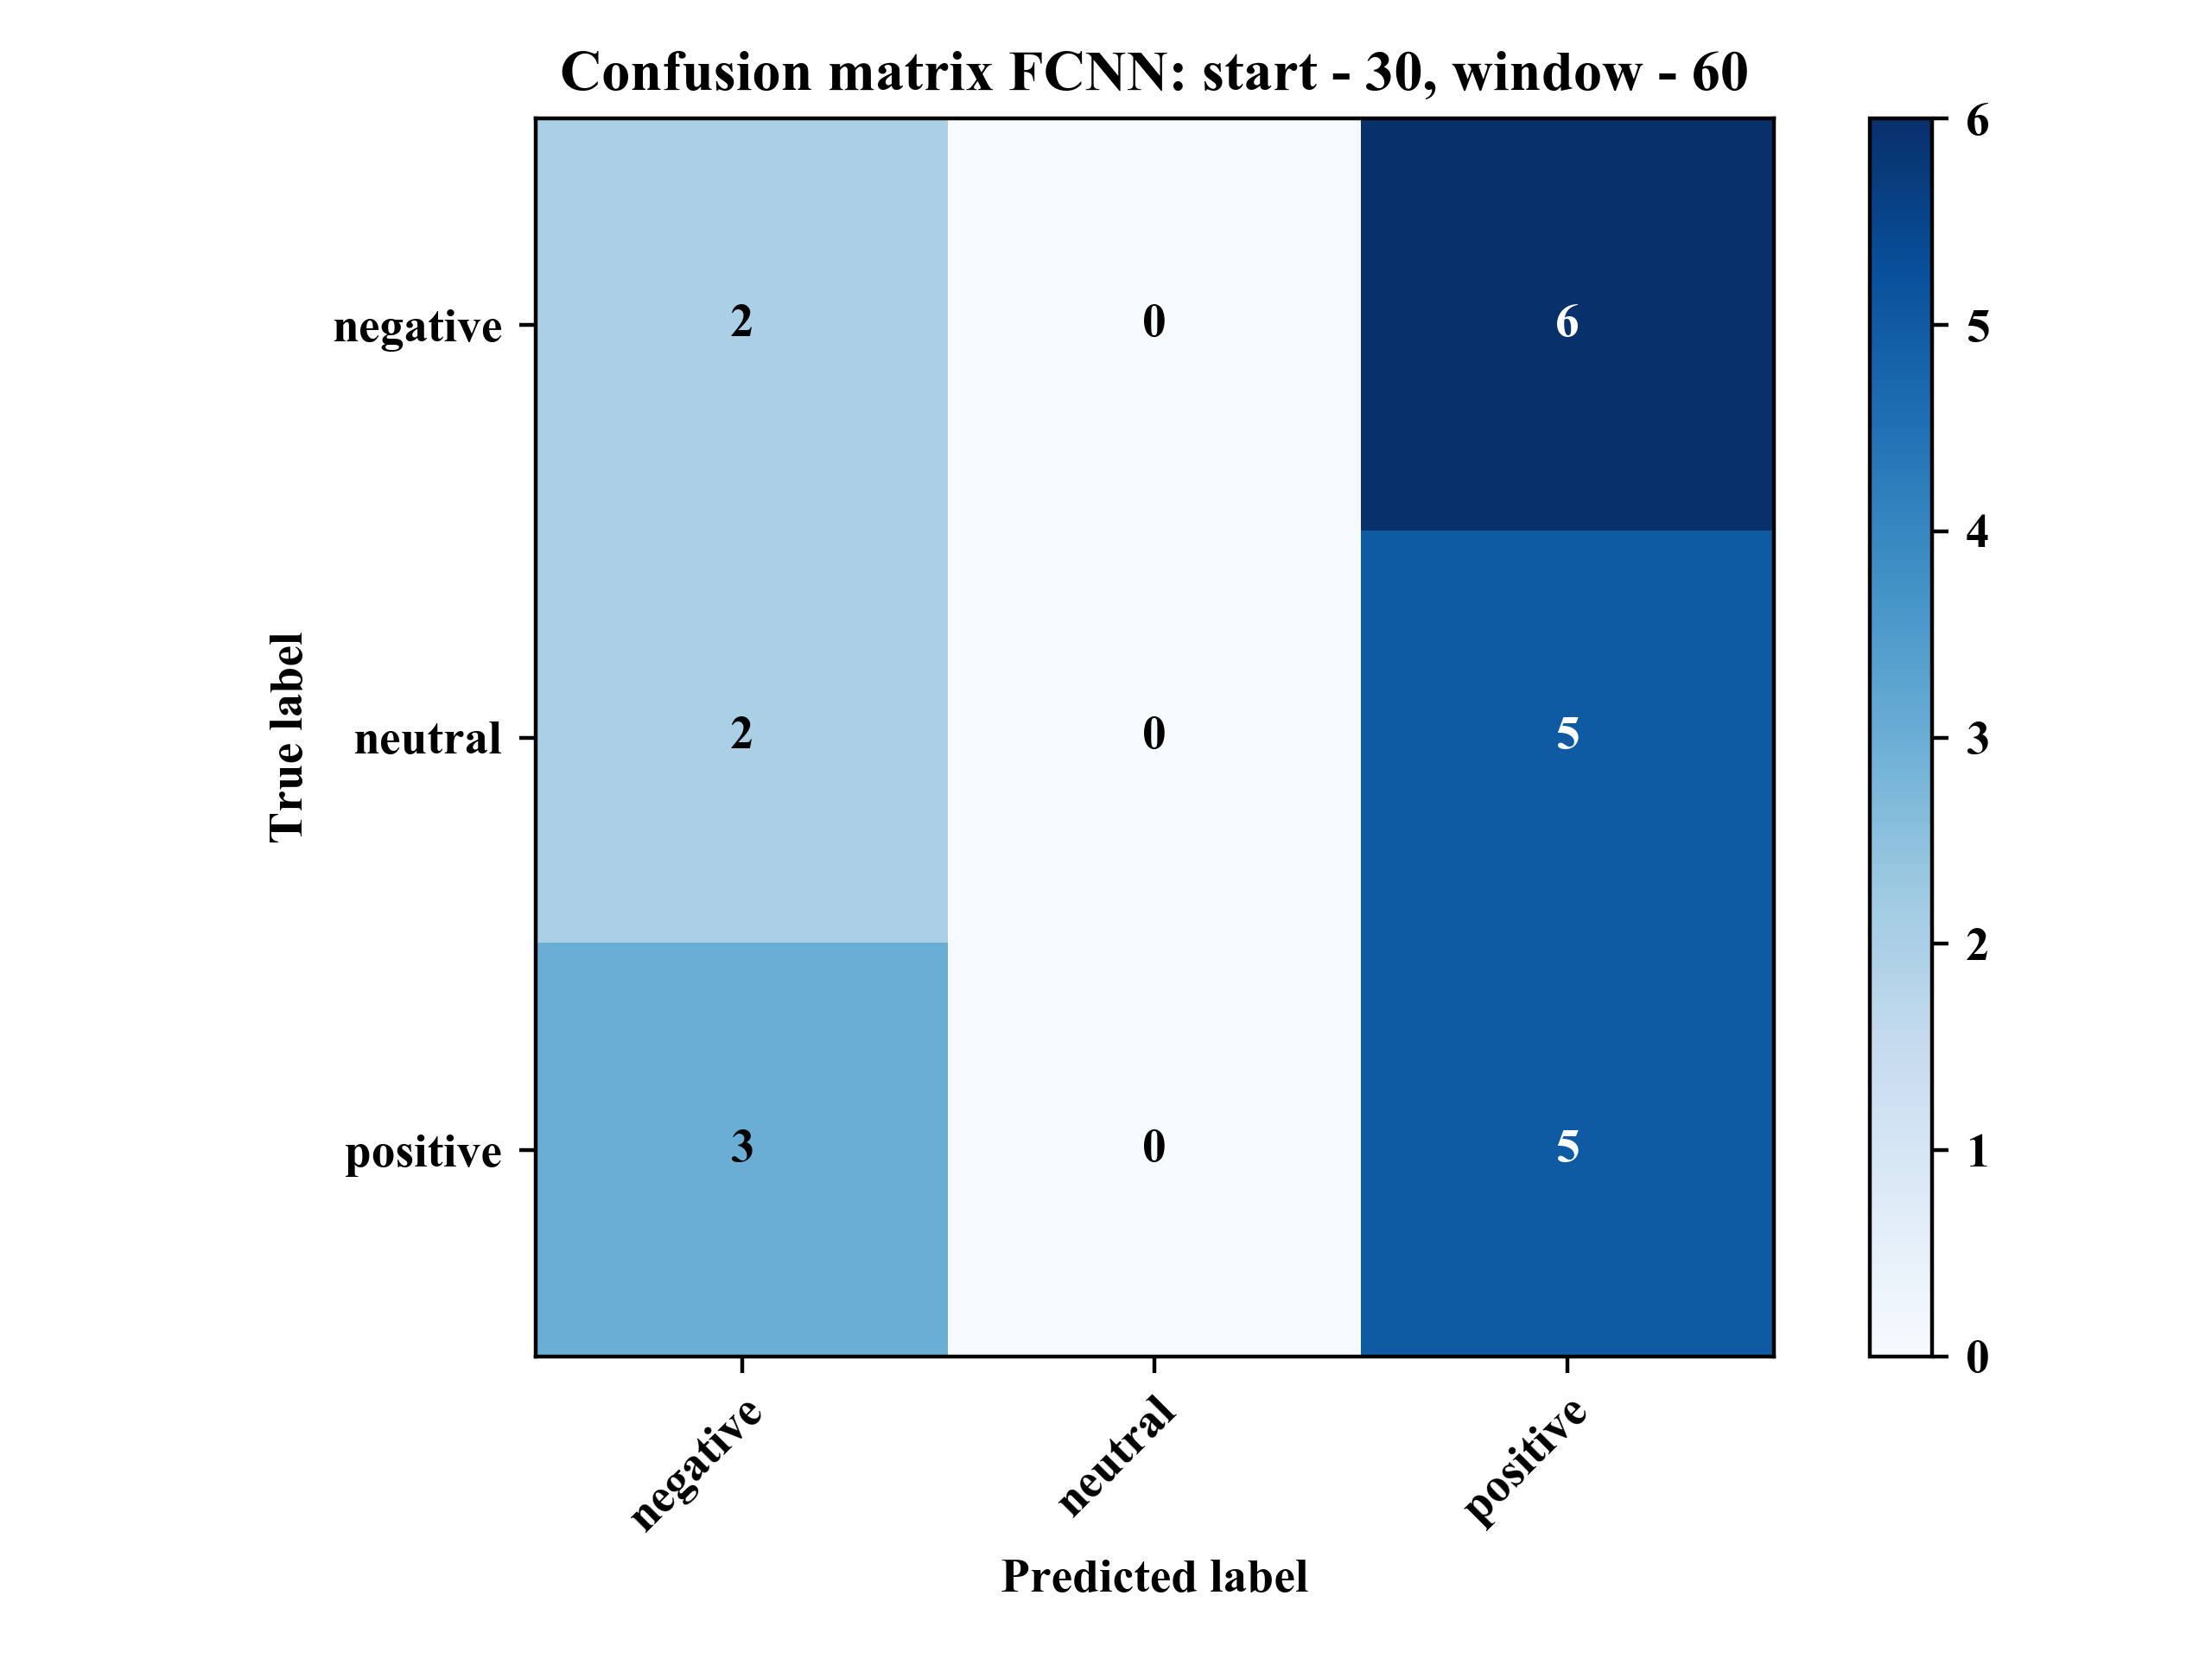 Confusion matrix FCNN: start - 30, window - 60
True label
negative
2
0
6
neutral
2
0
5
positive
3
0
5
negative
neutral
positive
Predicted label
6
5
4
3
2
1
0